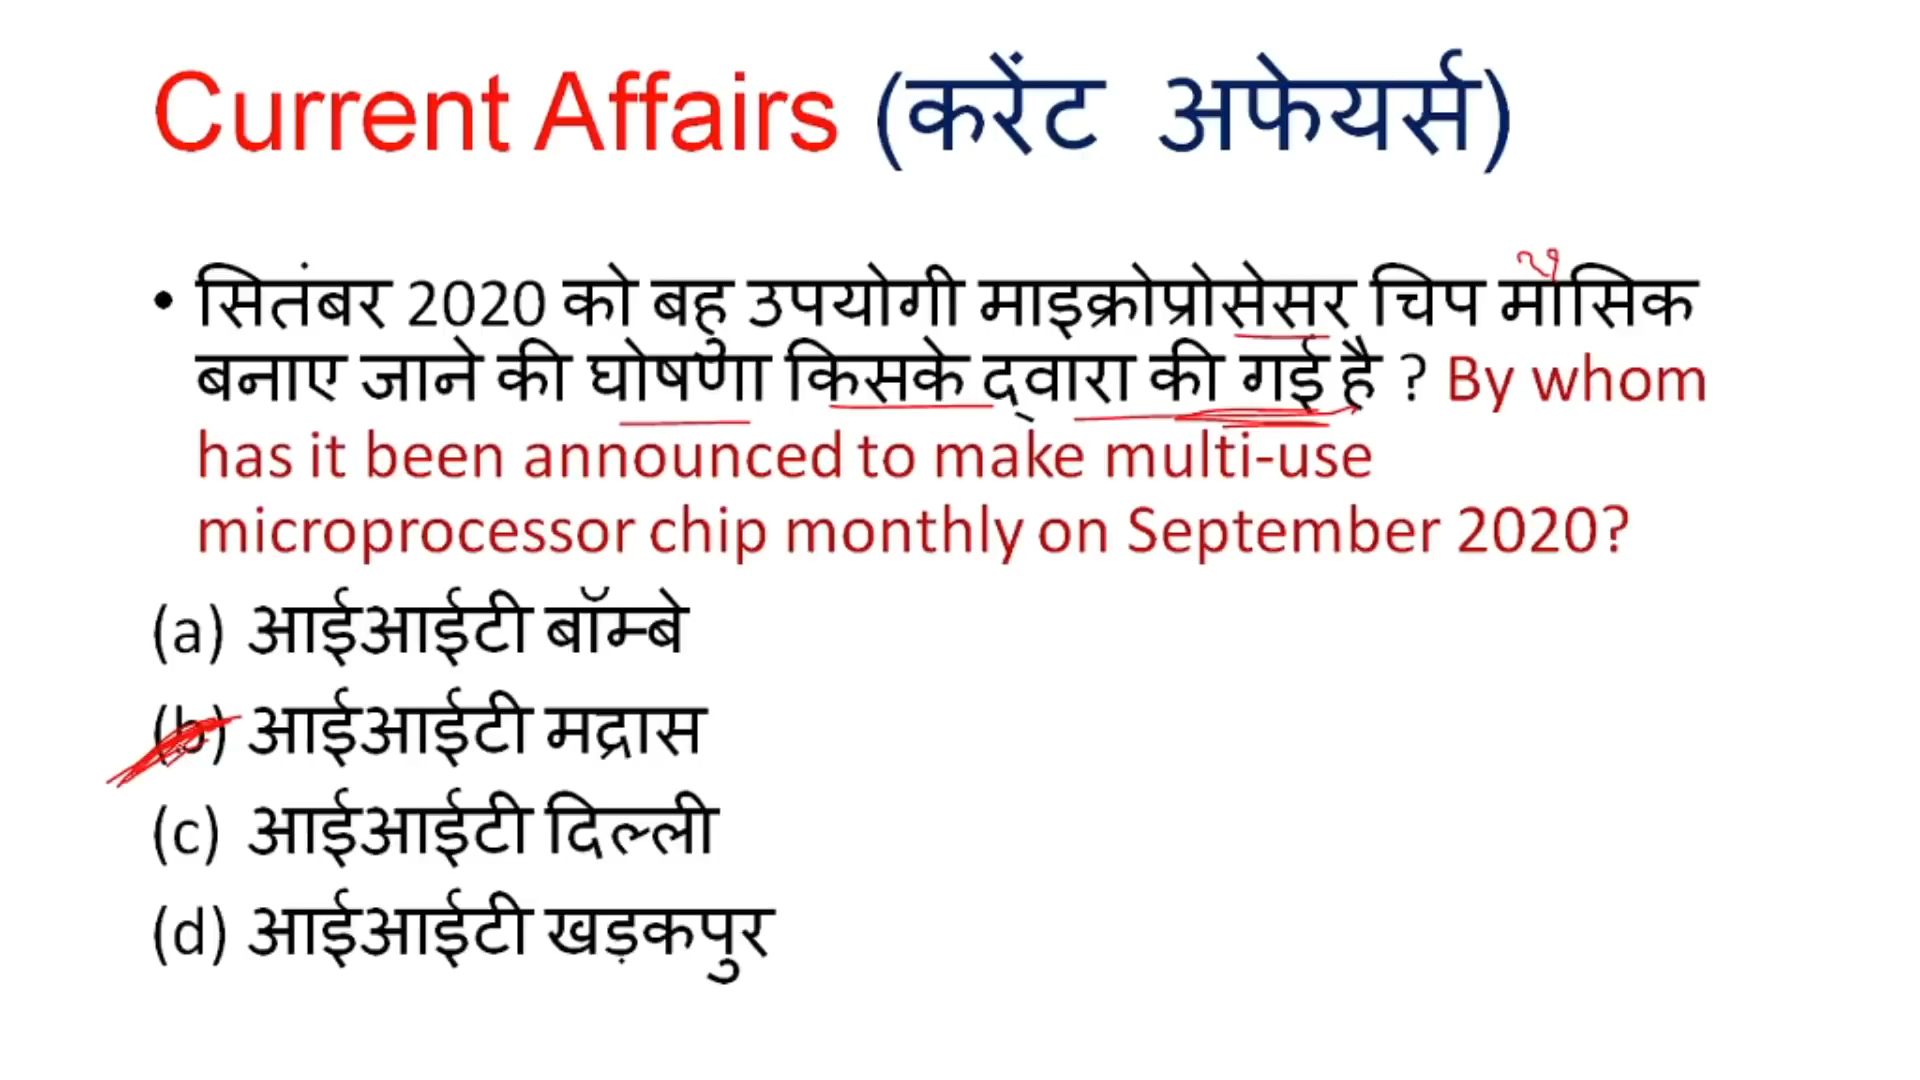 Current Affairs (करेंट अफेयर्स)
• सितंबर 2020 को बहु उपयोगी माइक्रोप्रोसेसर चिप मौसिक
बनाए जाने की घोषणा किसके द्वारा की गई है ? By whom
has it been announced to make multi-use
microprocessor chip monthly on September 2020?
(a) आईआईटी बॉम्बे
(b) आईआईटी मद्रास
(c) आईआईटी दिल्ली
(d) आईआईटी खड़कपुर